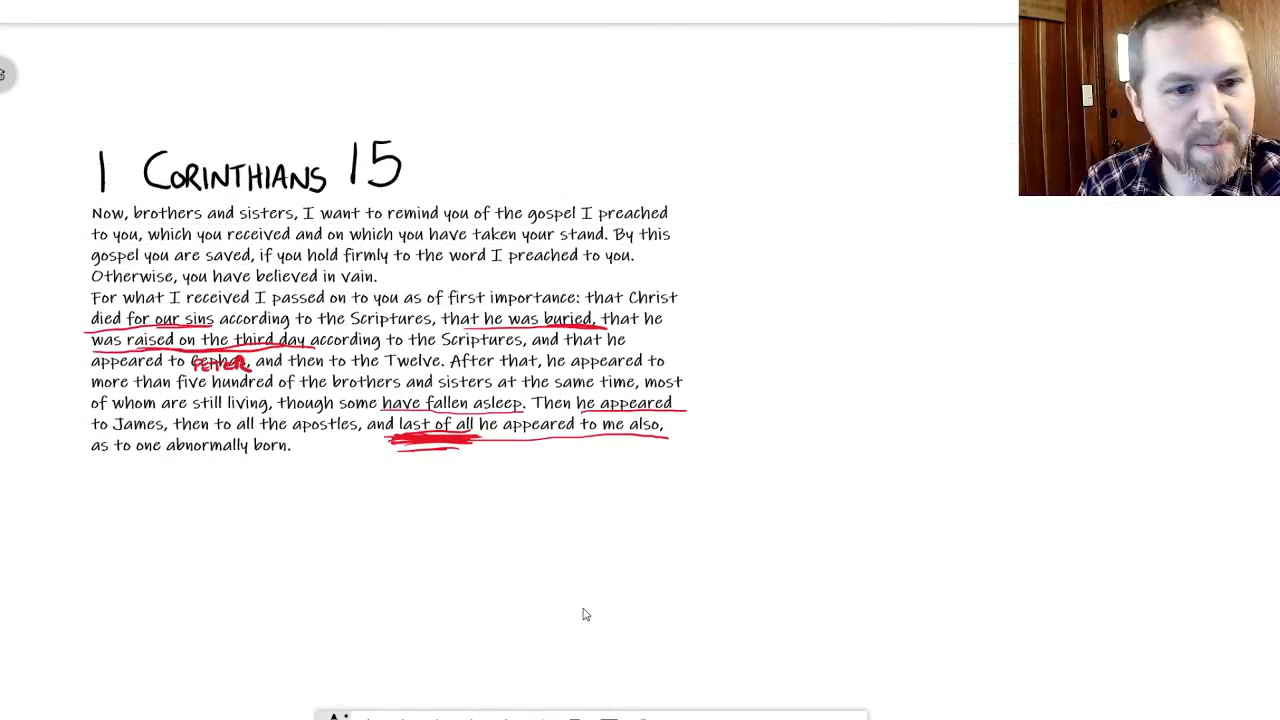 1 CORINTHIANS 15
Now, brothers and sisters, I want to remind you of the gospel I preached
to you, which you received and on which you have taken your stand. By this
gospel you are saved, if you hold firmly to the word I preached to you.
Otherwise, you have believed in vain.
For what I received I passed on to you as of first importance: that Christ
died for our sins according to the Scriptures, that he was buried, that he
was raised on the third day according to the Scriptures, and that he
appeared to PETER, and then to the Twelve. After that, he appeared to
more than five hundred of the brothers and sisters at the same time, most
of whom are still living, though some have fallen asleep. Then he appeared
to James, then to all the apostles, and last of all he appeared to me also,
as to one abnormally born.